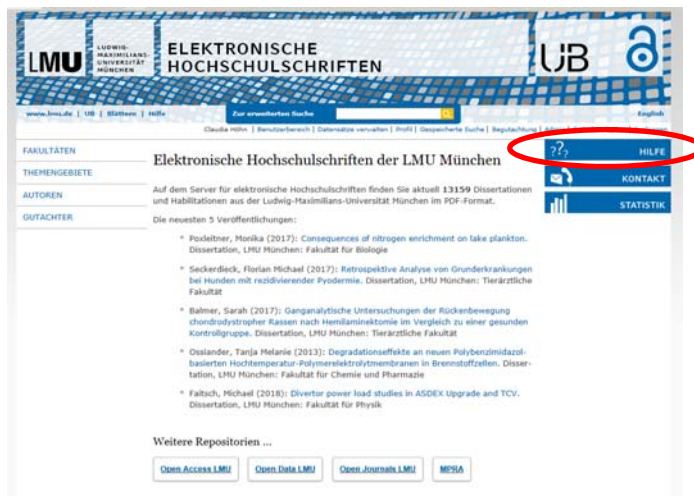 LMU
LUDWIG-
MAXIMILIANS-
UNIVERSITÄT
MÜNCHEN
ELEKTRONISCHE
HOCHSCHULSCHRIFTEN
UB
www.lmu.de | UB | Blättern | Hilfe
Zur erweiterten Suche
English
Claudia Höhn | Benutzerbereich | Datensätze verwalten | Profil | Gespeicherte Suche | Begutachtung
FAKULTÄTEN
THEMENGEBIETE
AUTOREN
GUTACHTER
Elektronische Hochschulschriften der LMU München
Auf dem Server für elektronische Hochschulschriften finden Sie aktuell 13159 Dissertationen
und Habilitationen aus der Ludwig-Maximilians-Universität München im PDF-Format.
Die neuesten 5 Veröffentlichungen:
Poxleitner, Monika (2017): Consequences of nitrogen enrichment on lake plankton.
Dissertation, LMU München: Fakultät für Biologie
Seckerdieck, Florian Michael (2017): Retrospektive Analyse von Grunderkrankungen
bei Hunden mit rezidivierender Pyodermie. Dissertation, LMU München: Tierärztliche
Fakultät
Balmer, Sarah (2017): Ganganalytische Untersuchungen der Rückenbewegung
chondrodystropher Rassen nach Hemilaminektomie im Vergleich zu einer gesunden
Kontrollgruppe. Dissertation, LMU München: Tierärztliche Fakultät
Ossiander, Tanja Melanie (2013): Degradationseffekte an neuen Polybenzimidazol-
basierten Hochtemperatur-Polymerelektrolytmembranen in Brennstoffzellen. Disser-
tation, LMU München: Fakultät für Chemie und Pharmazie
Faitsch, Michael (2018): Divertor power load studies in ASDEX Upgrade and TCV.
Dissertation, LMU München: Fakultät für Physik
Weitere Repositorien ...
Open Access LMU
Open Data LMU
Open Journals LMU
MPRA
??? HILFE
KONTAKT
STATISTIK